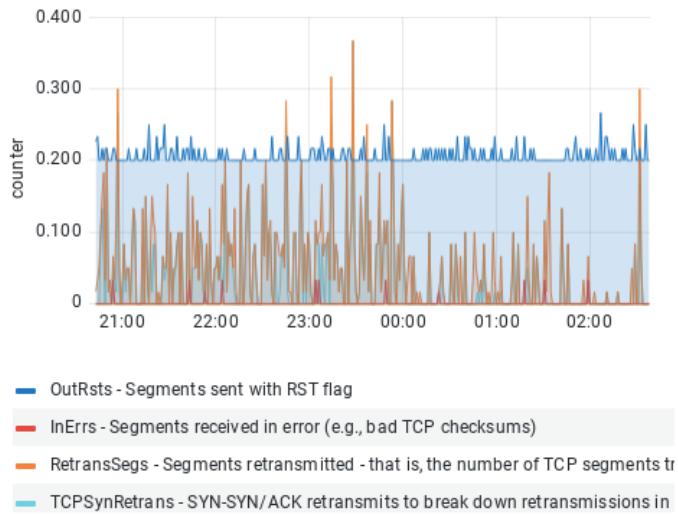 0.400
0.300
0.200
0.100
0
counter
21:00 22:00 23:00 00:00 01:00 02:00
OutRsts - Segments sent with RST flag
InErrs - Segments received in error (e.g., bad TCP checksums)
RetransSegs - Segments retransmitted - that is, the number of TCP segments tr
TCPSynRetrans - SYN-SYN/ACK retransmits to break down retransmissions in